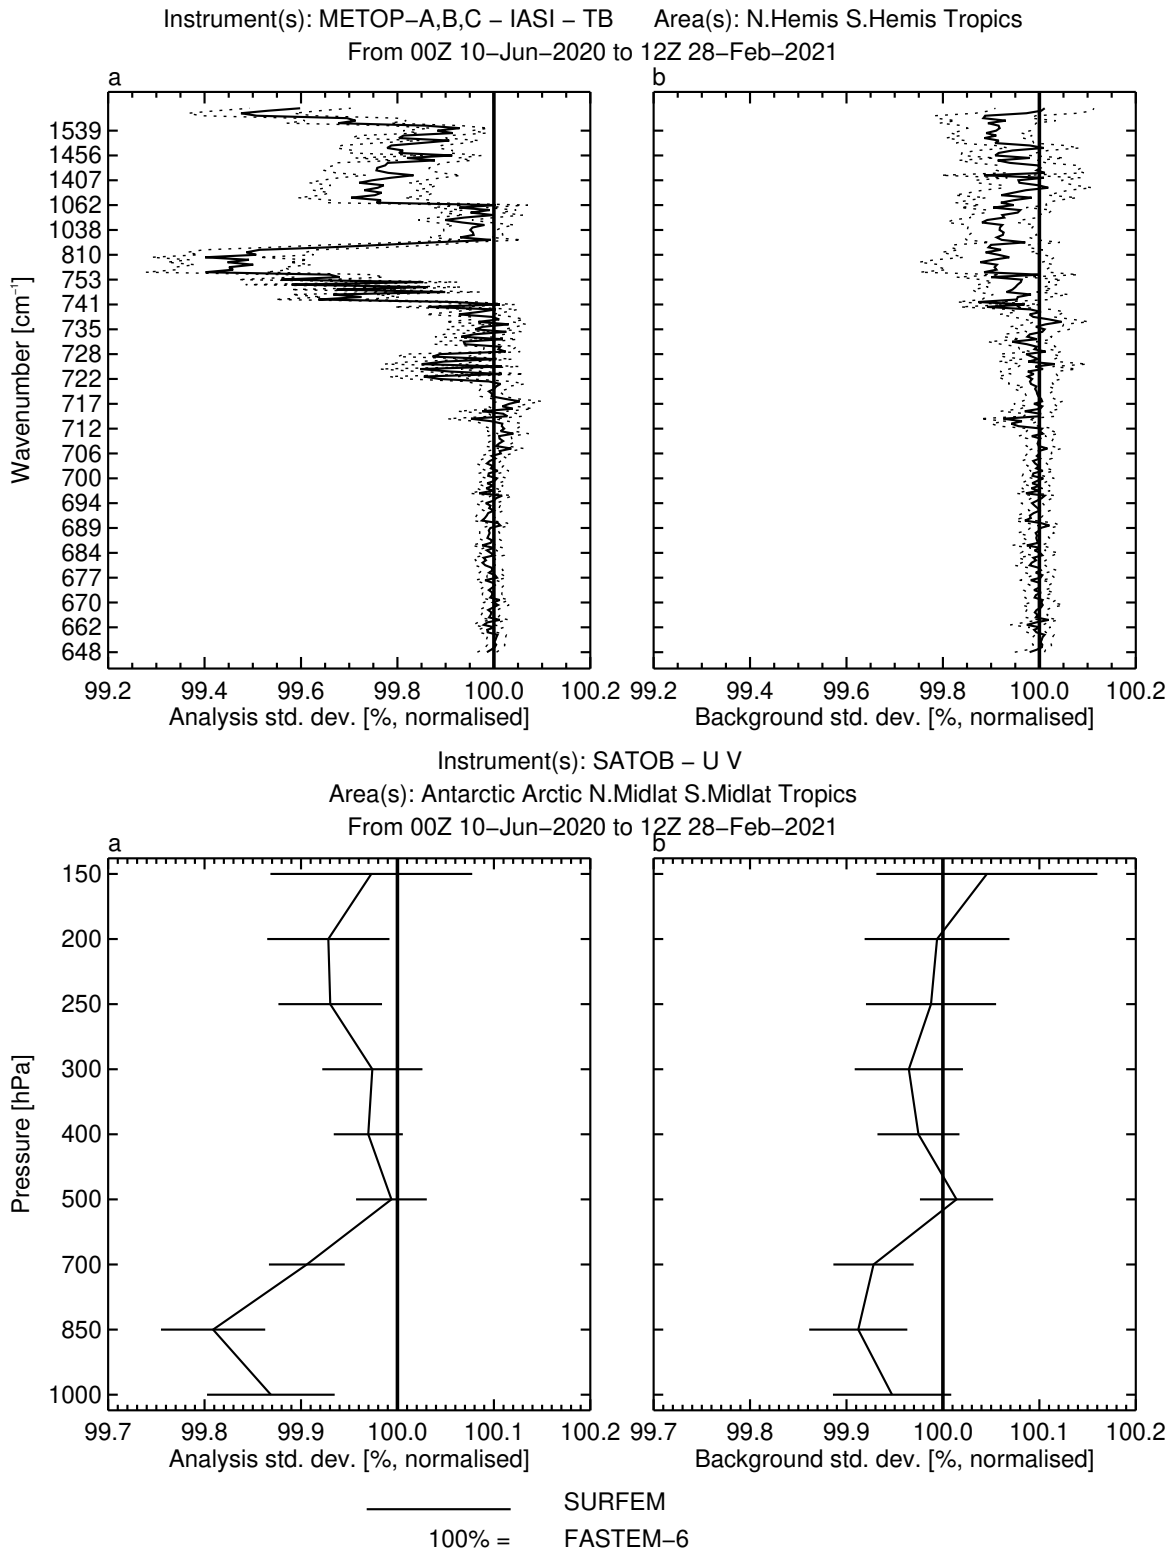 Instrument(s): METOP−A,B,C − IASI − TB Area(s): N.Hemis S.Hemis Tropics
From 00Z 10−Jun−2020 to 12Z 28−Feb−2021
a
b
Wavenumber [cm⁻¹]
1539
1456
1407
1062
1038
810
753
741
735
728
722
717
712
706
700
694
689
684
677
670
662
648
99.2 99.4 99.6 99.8 100.0 100.2
99.2 99.4 99.6 99.8 100.0 100.2
Analysis std. dev. [%, normalised]
Background std. dev. [%, normalised]
Instrument(s): SATOB − U V
Area(s): Antarctic Arctic N.Midlat S.Midlat Tropics
From 00Z 10−Jun−2020 to 12Z 28−Feb−2021
a
b
Pressure [hPa]
150
200
250
300
400
500
700
850
1000
99.7 99.8 99.9 100.0 100.1 100.2
99.7 99.8 99.9 100.0 100.1 100.2
Analysis std. dev. [%, normalised]
Background std. dev. [%, normalised]
SURFEM
100% = FASTEM−6